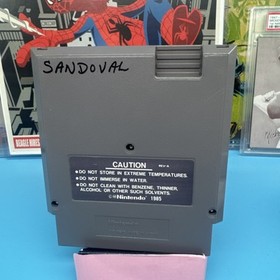 SANDOVAL
CAUTION REV-A
•DO NOT STORE IN EXTREME TEMPERATURES.
•DO NOT IMMERSE IN WATER.
•DO NOT CLEAN WITH BENZENE, THINNER,
ALCOHOL OR OTHER SUCH SOLVENTS.
Nintendo 1985